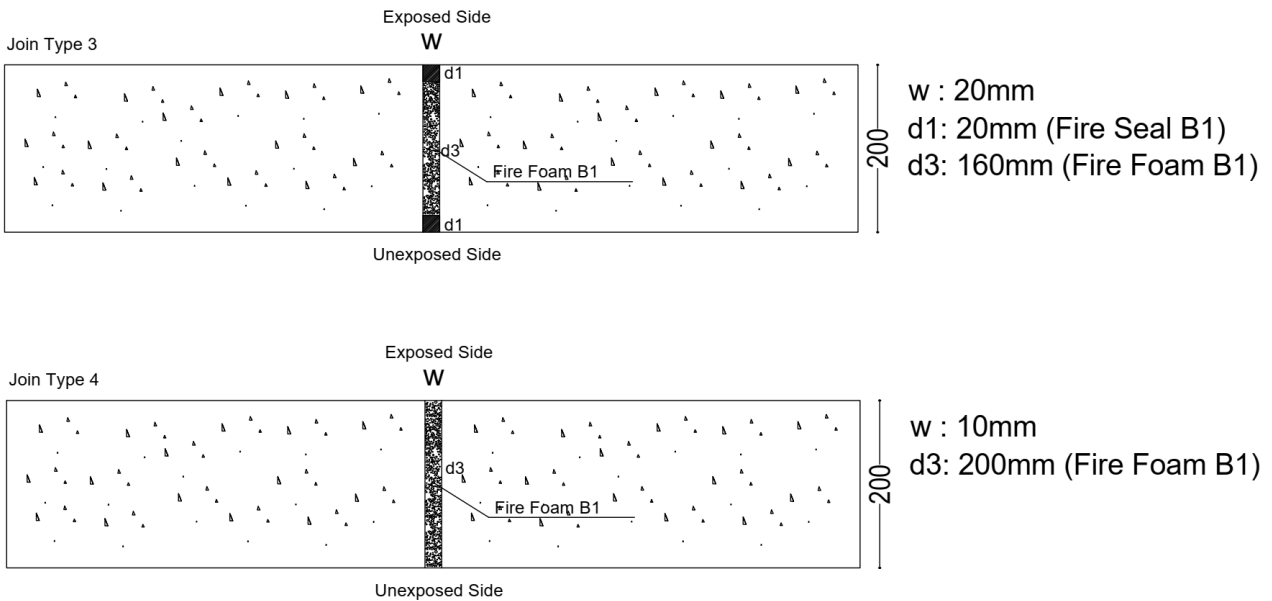 Exposed Side
Join Type 3
W
d1
w : 20mm
d1: 20mm (Fire Seal B1)
d3: 160mm (Fire Foam B1)
200
d3
Fire Foam B1
d1
Unexposed Side
Exposed Side
Join Type 4
W
w : 10mm
d3: 200mm (Fire Foam B1)
200
d3
Fire Foam B1
Unexposed Side